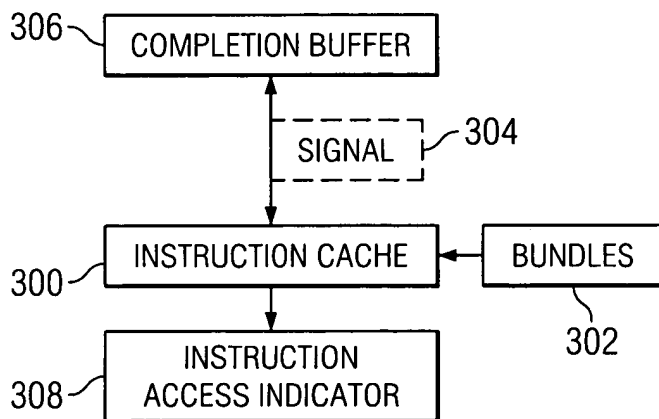 306
COMPLETION BUFFER
SIGNAL
304
300
INSTRUCTION CACHE
BUNDLES
302
308
INSTRUCTION
ACCESS INDICATOR